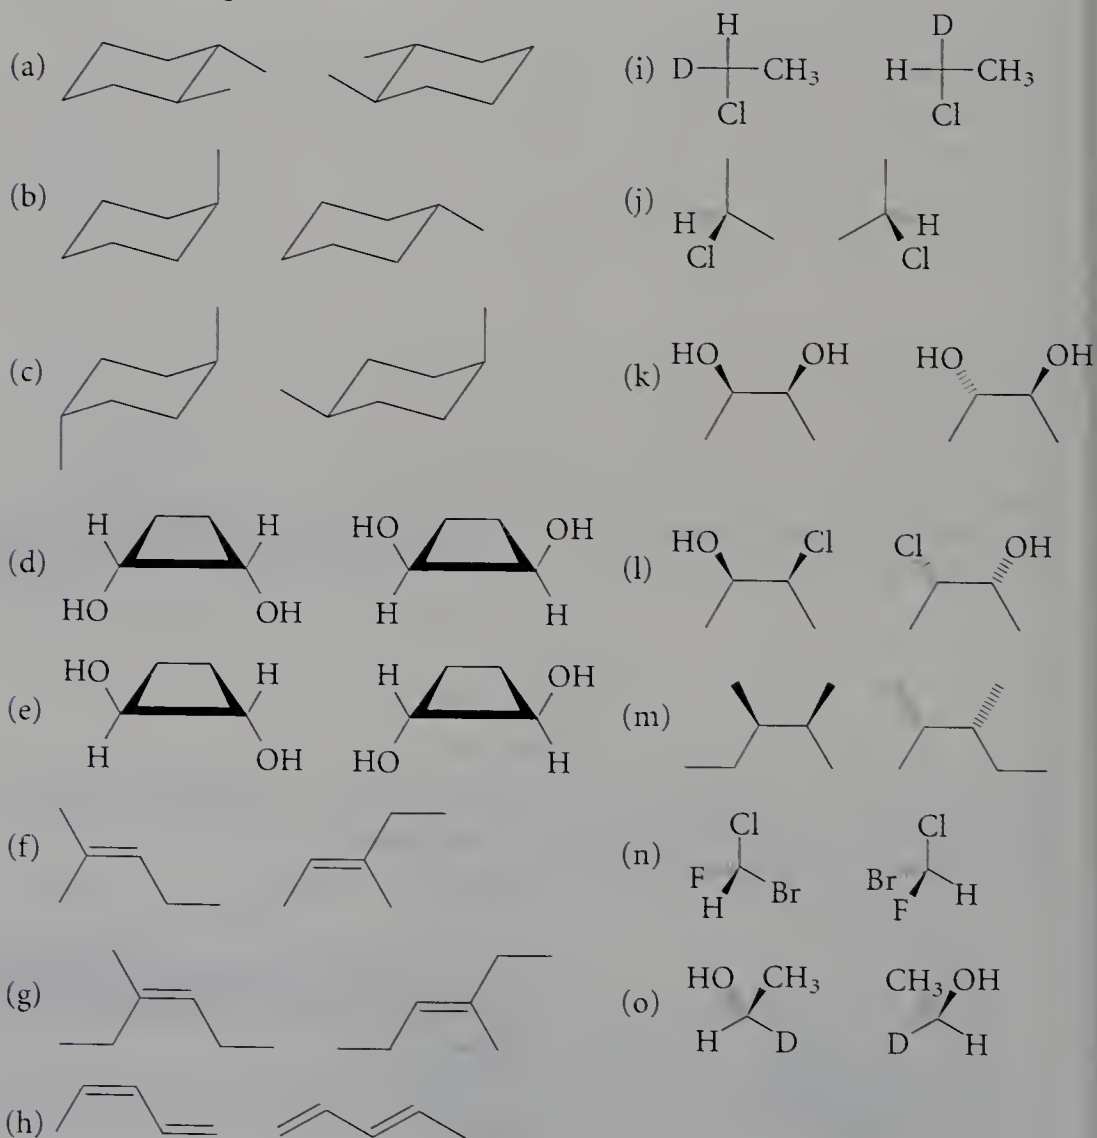 (a)
(b)
(c)
(d) H H HO OH HO OH H H
(e) HO H H OH H OH HO H
(f)
(g)
(h)
(i) H D CH₃ Cl D H CH₃ Cl
(j) H Cl H Cl
(k) HO OH HO OH
(l) HO Cl Cl OH
(m)
(n) Cl F H Br Cl Br F H
(o) HO CH₃ H D CH₃ OH D H